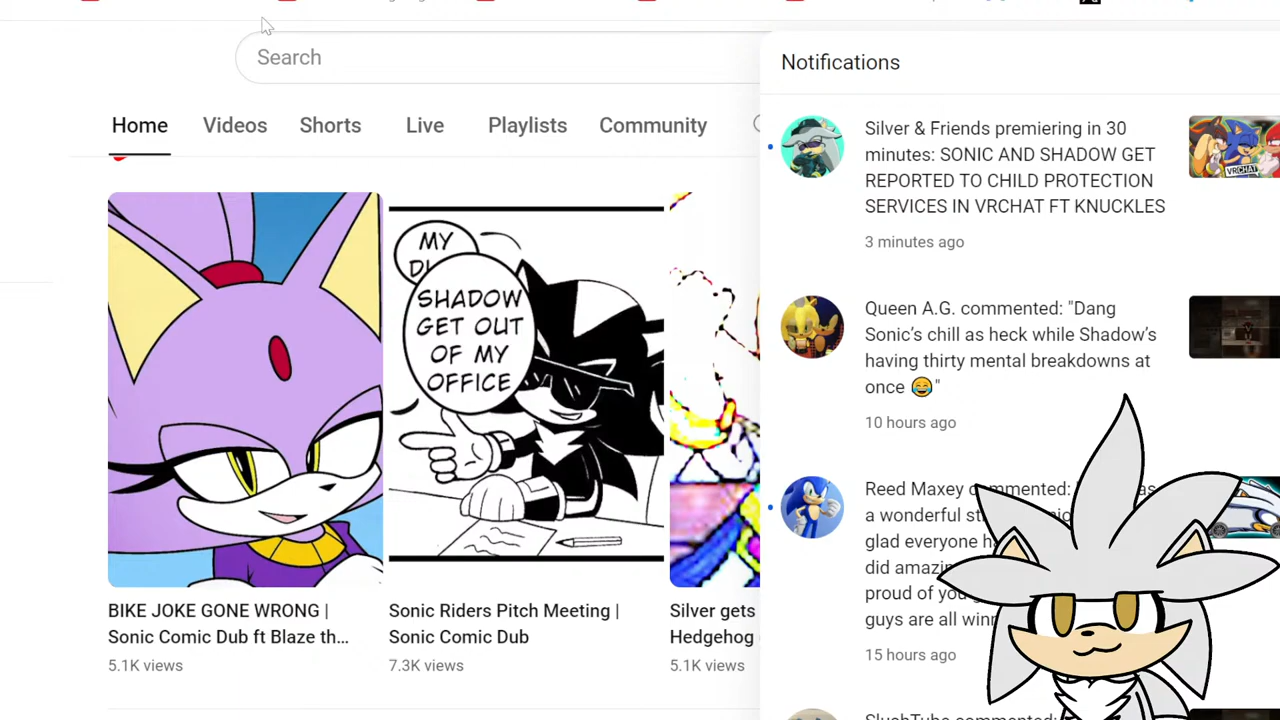 Search
Home
Videos
Shorts
Live
Playlists
Community
MY
SHADOW
GET OUT
OF MY
OFFICE
BIKE JOKE GONE WRONG |
Sonic Comic Dub ft Blaze th...
5.1K views
Sonic Riders Pitch Meeting |
Sonic Comic Dub
7.3K views
Silver gets
Hedgehog
5.1K views
Notifications
Silver & Friends premiering in 30
minutes: SONIC AND SHADOW GET
REPORTED TO CHILD PROTECTION
SERVICES IN VRCHAT FT KNUCKLES
3 minutes ago
VRCHAT
Queen A.G. commented: "Dang
Sonic's chill as heck while Shadow's
having thirty mental breakdowns at
once 😂"
10 hours ago
Reed Maxey commented:
a wonderful
glad everyone
did
proud of
guys are all
15 hours ago